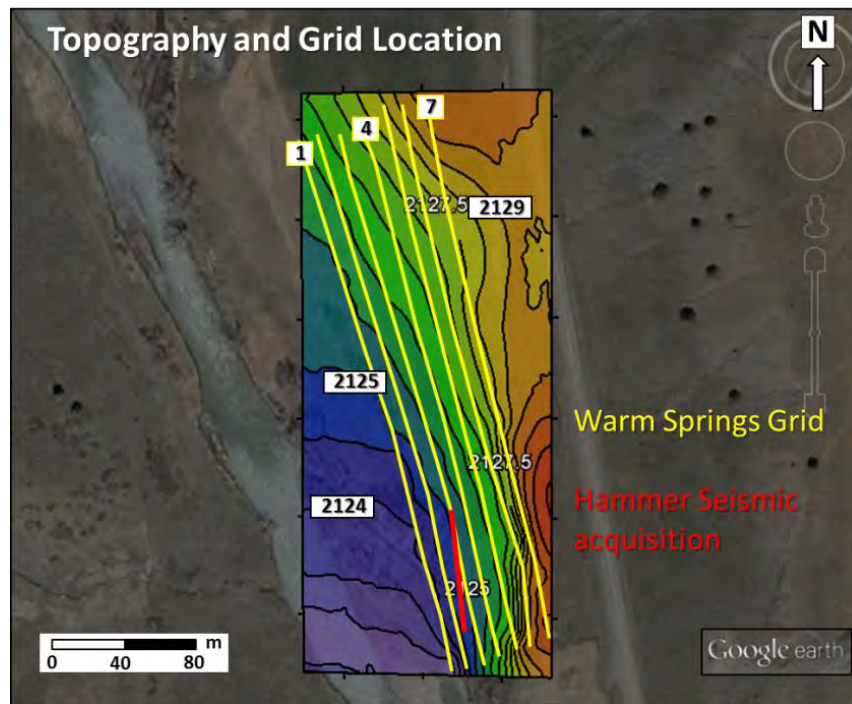 Topography and Grid Location
N
7
4
1
2127.5
2129
2125
Warm Springs Grid
2127.5
Hammer Seismic
acquisition
2124
2125
m
0 40 80
Google earth